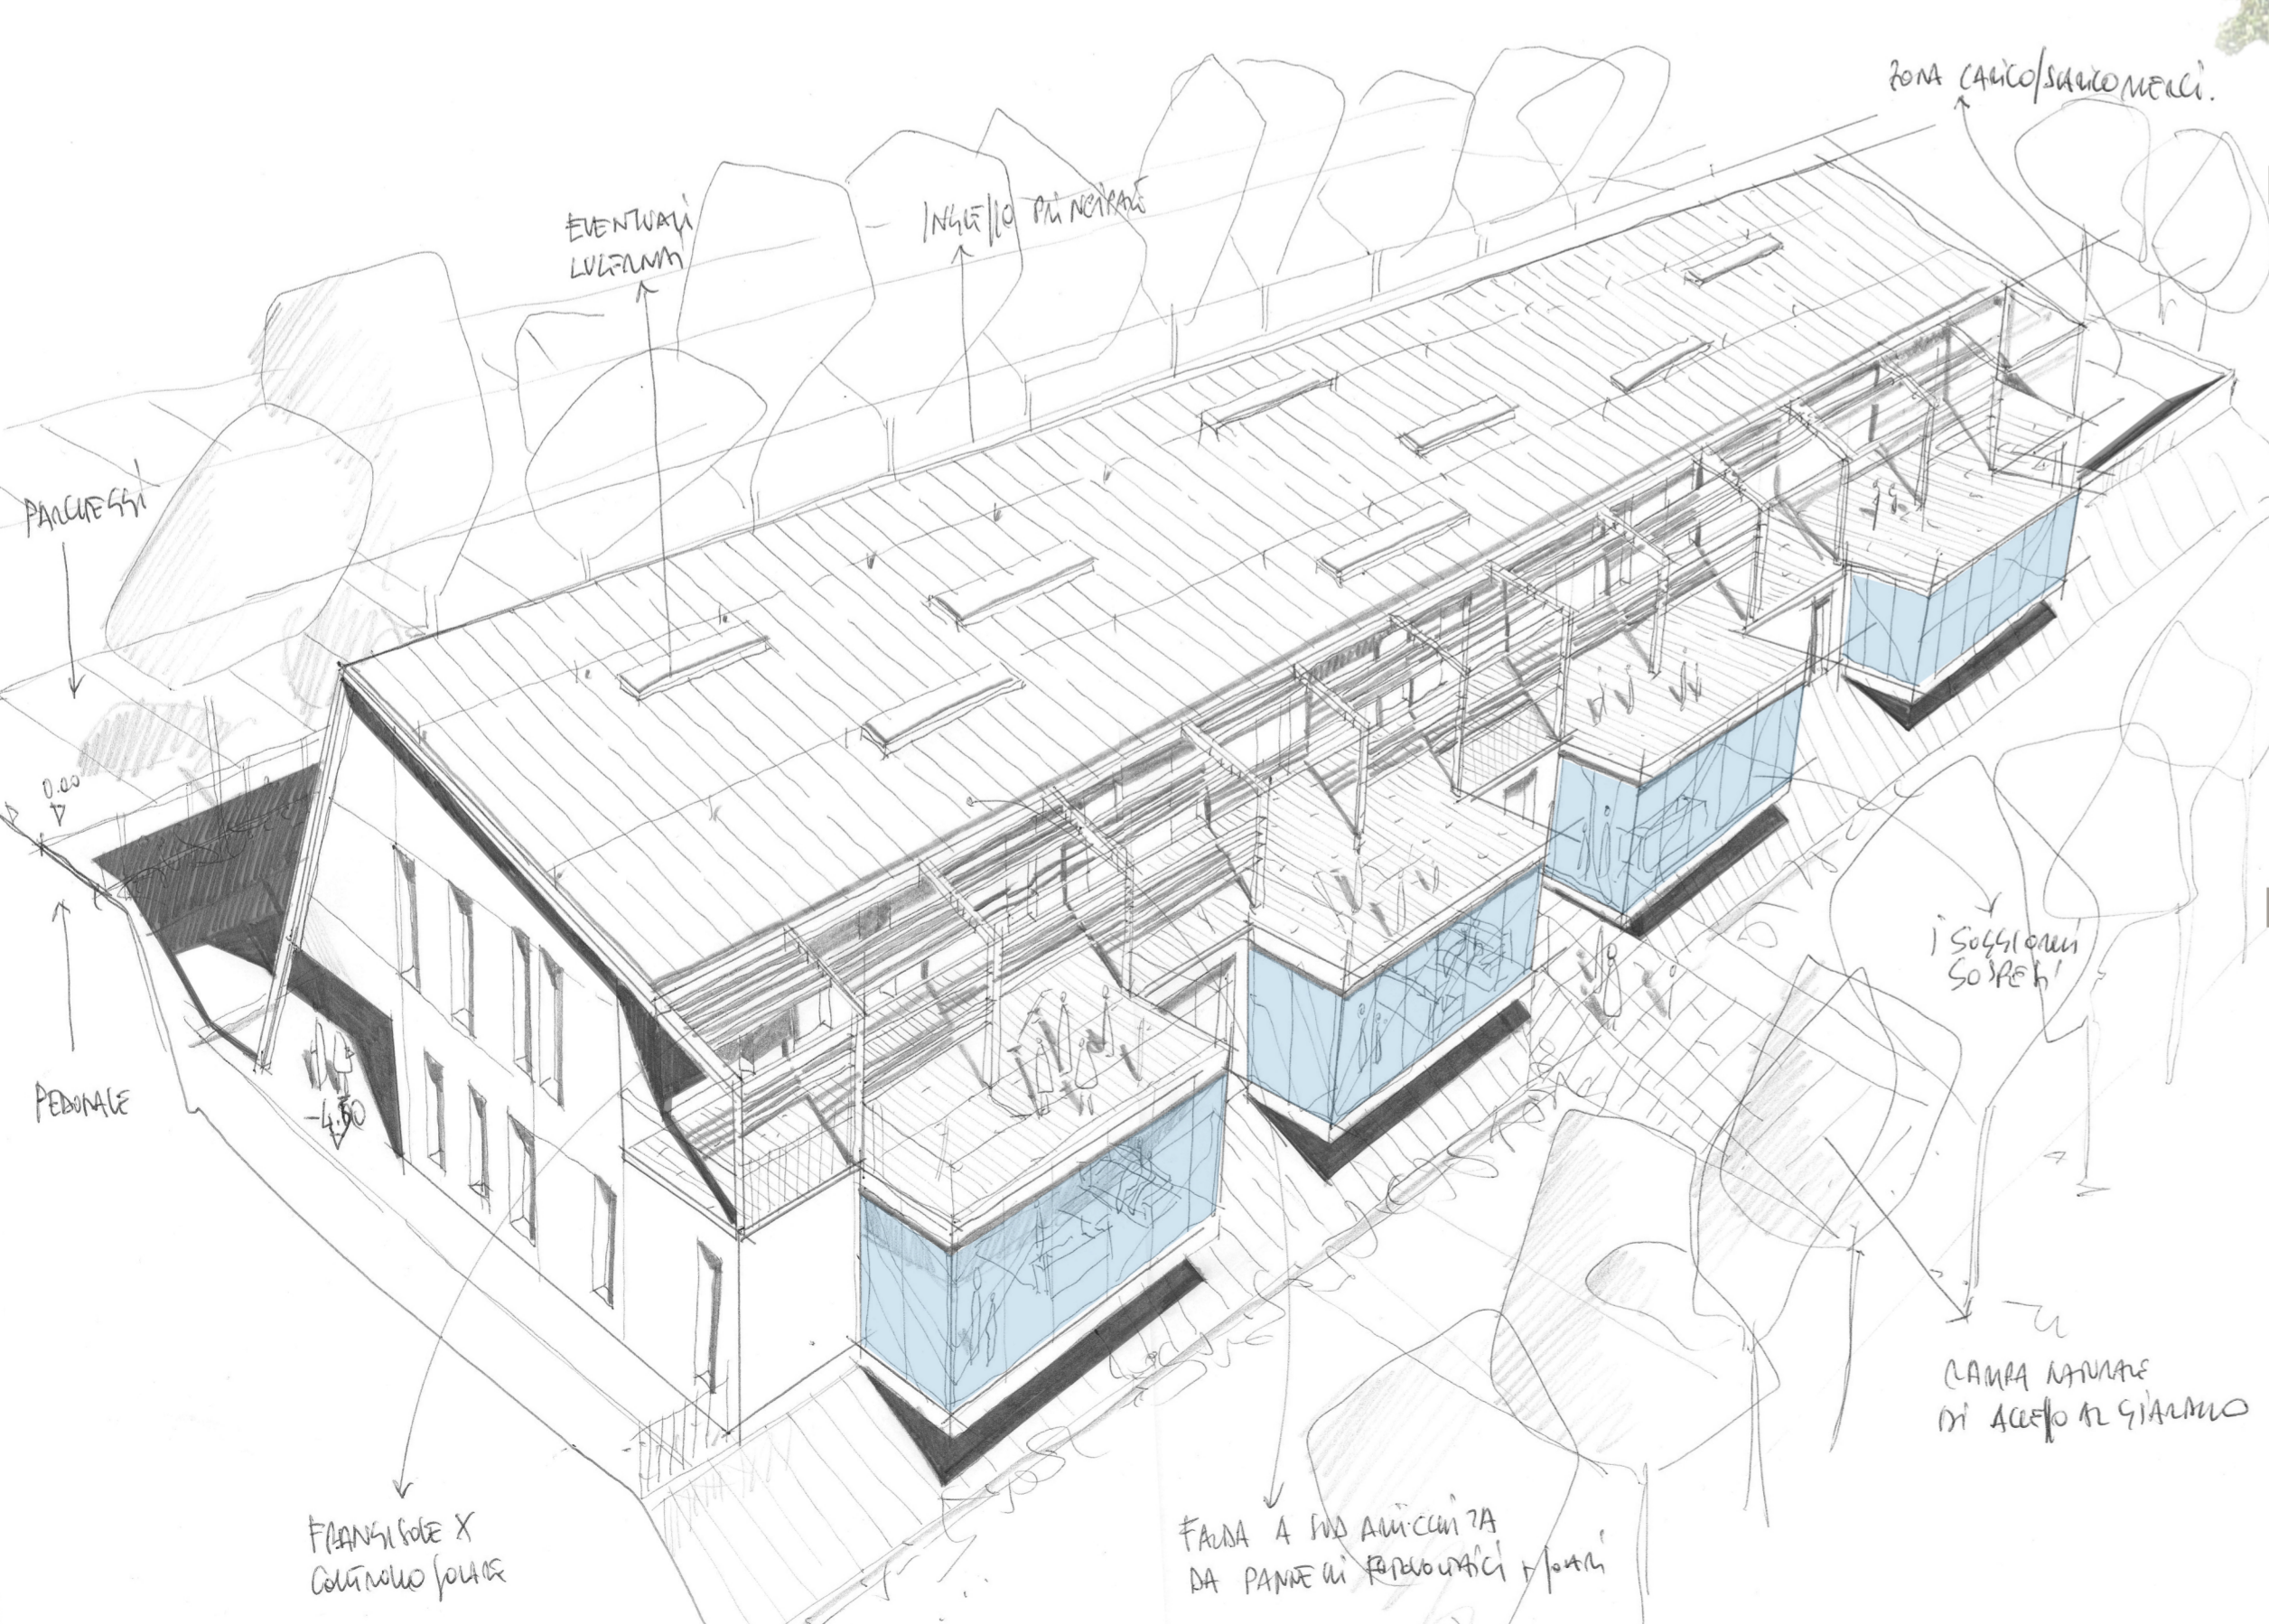 ZONA CARICO/SCARICO MERCI.
EVENTUALI
LUCERNAI
INGRESSO PRINCIPALE
PARCHEGGI
0.00
PEDONALE
-4.50
I SOGGIORNI
SOSPESI
RAMPA NATURALE
DI ACCESSO AL GIARDINO
FRANGISOLE X
CONTROLLO SOLARE
FALDA A SUD ARRICCHITA
DA PANNELLI FOTOVOLTAICI + SOLARI